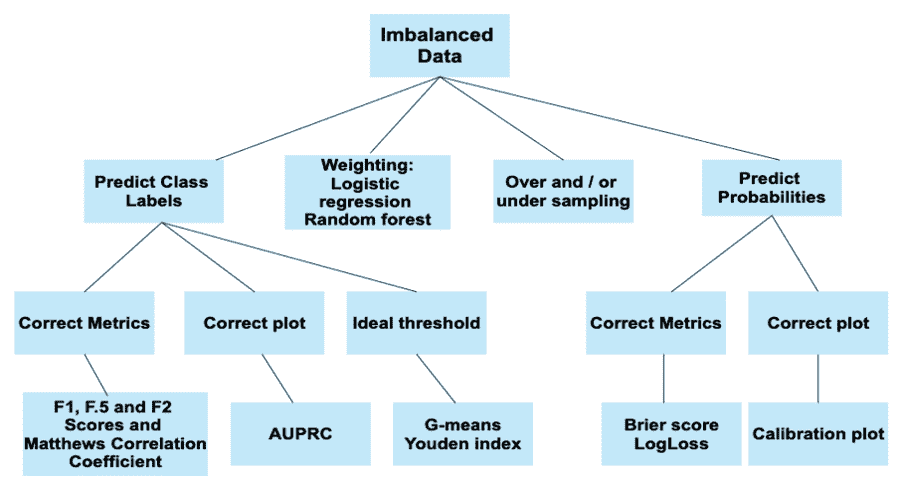 Imbalanced
Data
Predict Class
Labels
Weighting:
Logistic
regression
Random forest
Over and / or
under sampling
Predict
Probabilities
Correct Metrics
Correct plot
Ideal threshold
Correct Metrics
Correct plot
F1, F.5 and F2
Scores and
Matthews Correlation
Coefficient
AUPRC
G-means
Youden index
Brier score
LogLoss
Calibration plot